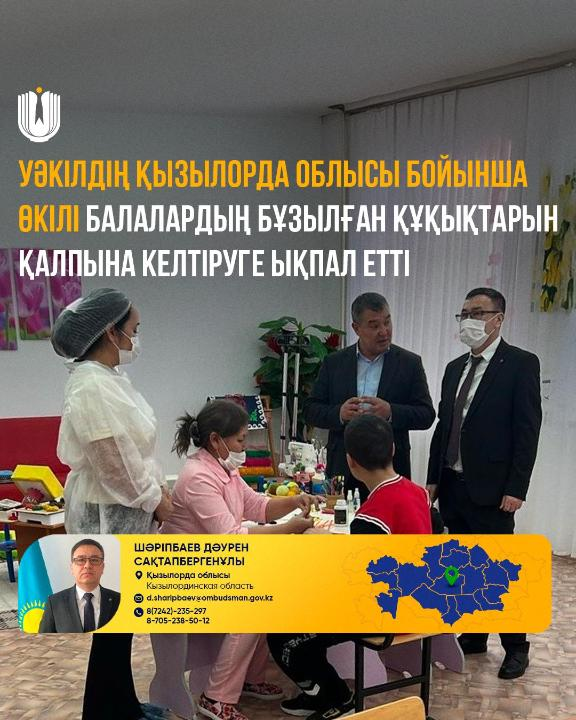 УӘКІЛДІҢ ҚЫЗЫЛОРДА ОБЛЫСЫ БОЙЫНША
ӨКІЛІ БАЛАЛАРДЫҢ БҰЗЫЛҒАН ҚҰҚЫҚТАРЫН
ҚАЛПЫНА КЕЛТІРУГЕ ЫҚПАЛ ЕТТІ
ШӘРІПБАЕВ ДӘУРЕН
САҚТАПБЕРГЕНҰЛЫ
Қызылорда облысы
Кызылординская область
d.sharipbaev@ombudsman.gov.kz
8(7242)-235-297
8-705-238-50-12